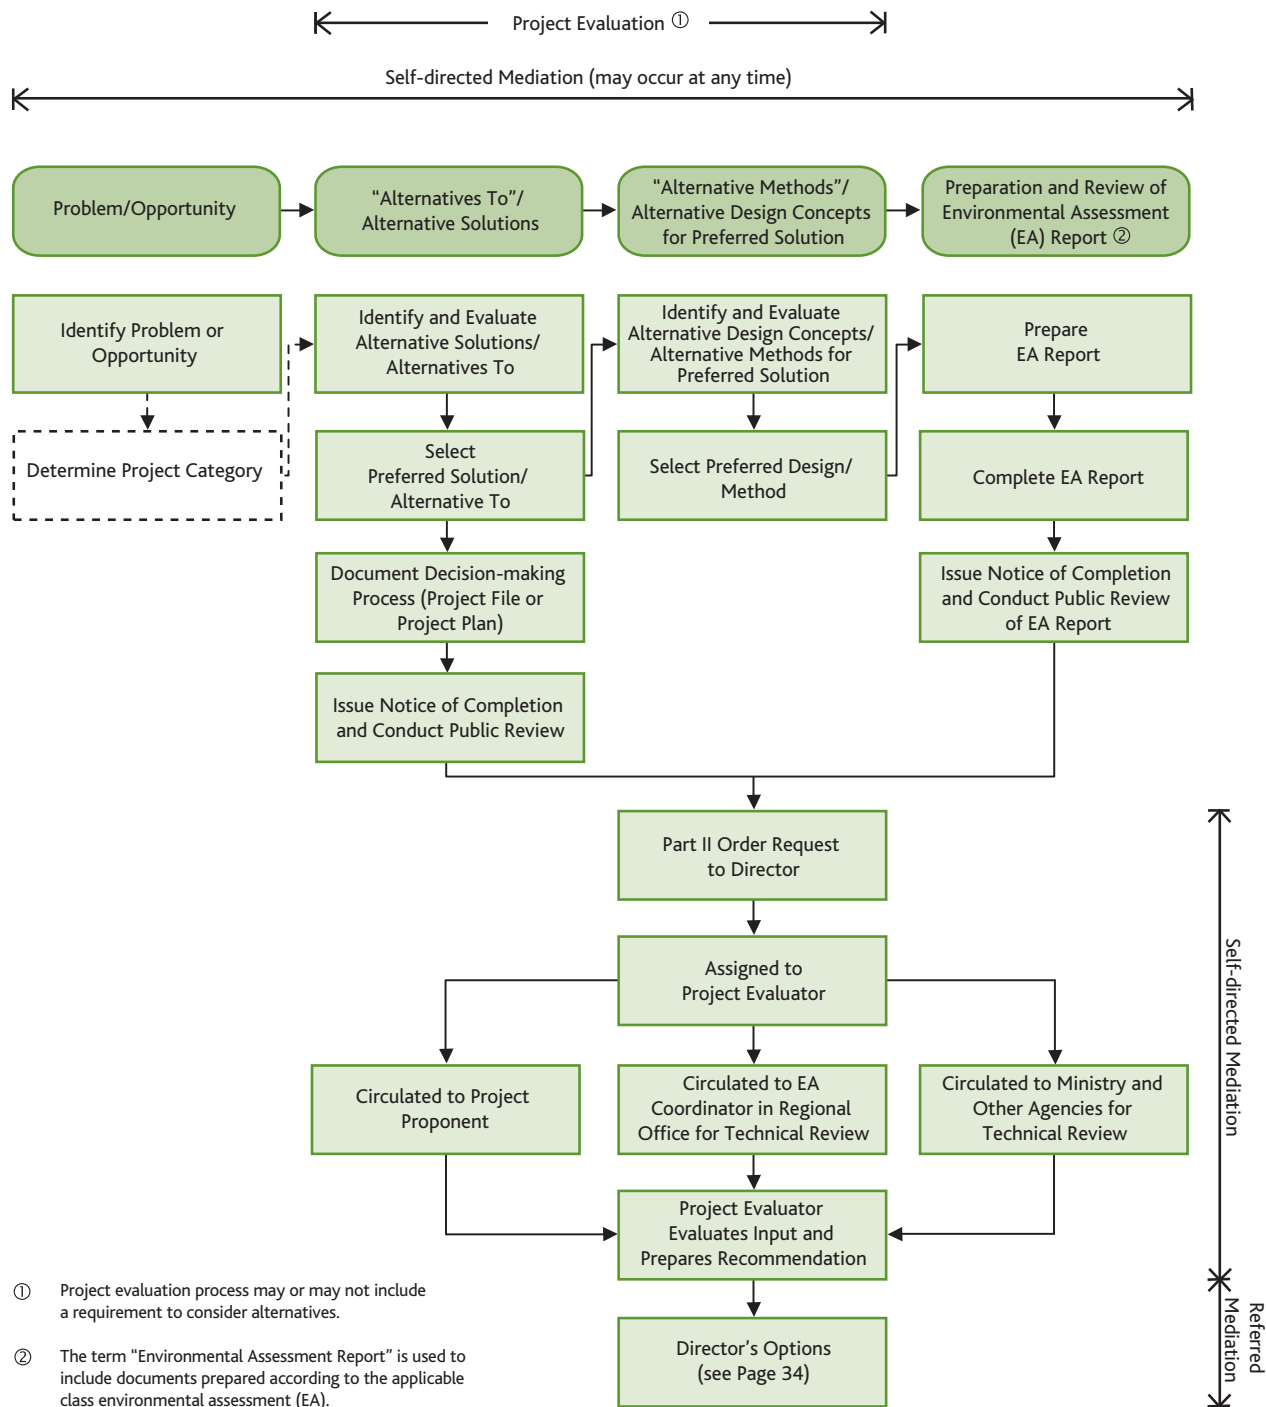 Project Evaluation ①
Self-directed Mediation (may occur at any time)
Problem/Opportunity
“Alternatives To”/
Alternative Solutions
“Alternative Methods”/
Alternative Design Concepts
for Preferred Solution
Preparation and Review of
Environmental Assessment
(EA) Report ②
Identify Problem or
Opportunity
Identify and Evaluate
Alternative Solutions/
Alternatives To
Identify and Evaluate
Alternative Design Concepts/
Alternative Methods for
Preferred Solution
Prepare
EA Report
Determine Project Category
Select
Preferred Solution/
Alternative To
Select Preferred Design/
Method
Complete EA Report
Document Decision-making
Process (Project File or
Project Plan)
Issue Notice of Completion
and Conduct Public Review
of EA Report
Issue Notice of Completion
and Conduct Public Review
Part II Order Request
to Director
Assigned to
Project Evaluator
Self-directed Mediation
Circulated to Project
Proponent
Circulated to EA
Coordinator in Regional
Office for Technical Review
Circulated to Ministry and
Other Agencies for
Technical Review
Project Evaluator
Evaluates Input and
Prepares Recommendation
Referred
Mediation
Director’s Options
(see Page 34)
① Project evaluation process may or may not include
a requirement to consider alternatives.
② The term “Environmental Assessment Report” is used to
include documents prepared according to the applicable
class environmental assessment (EA).